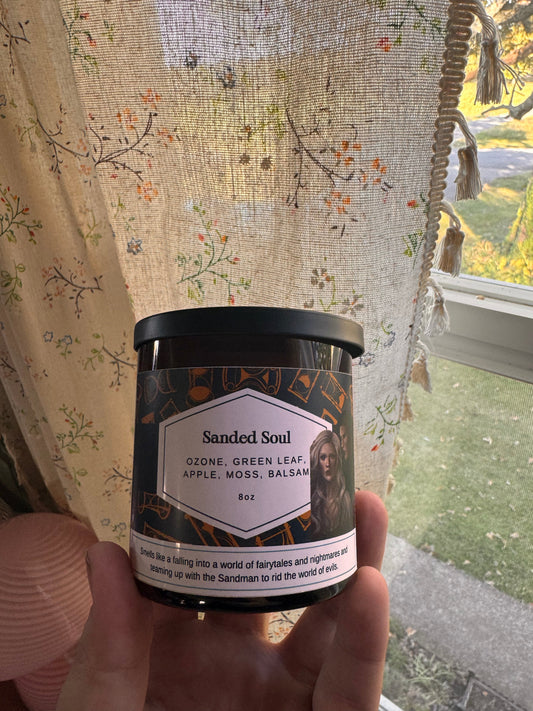 Sanded Soul
OZONE, GREEN LEAF,
APPLE, MOSS, BALSAM
8oz
Smells like a falling into a world of fairytales and nightmares and
teaming up with the Sandman to rid the world of evils.